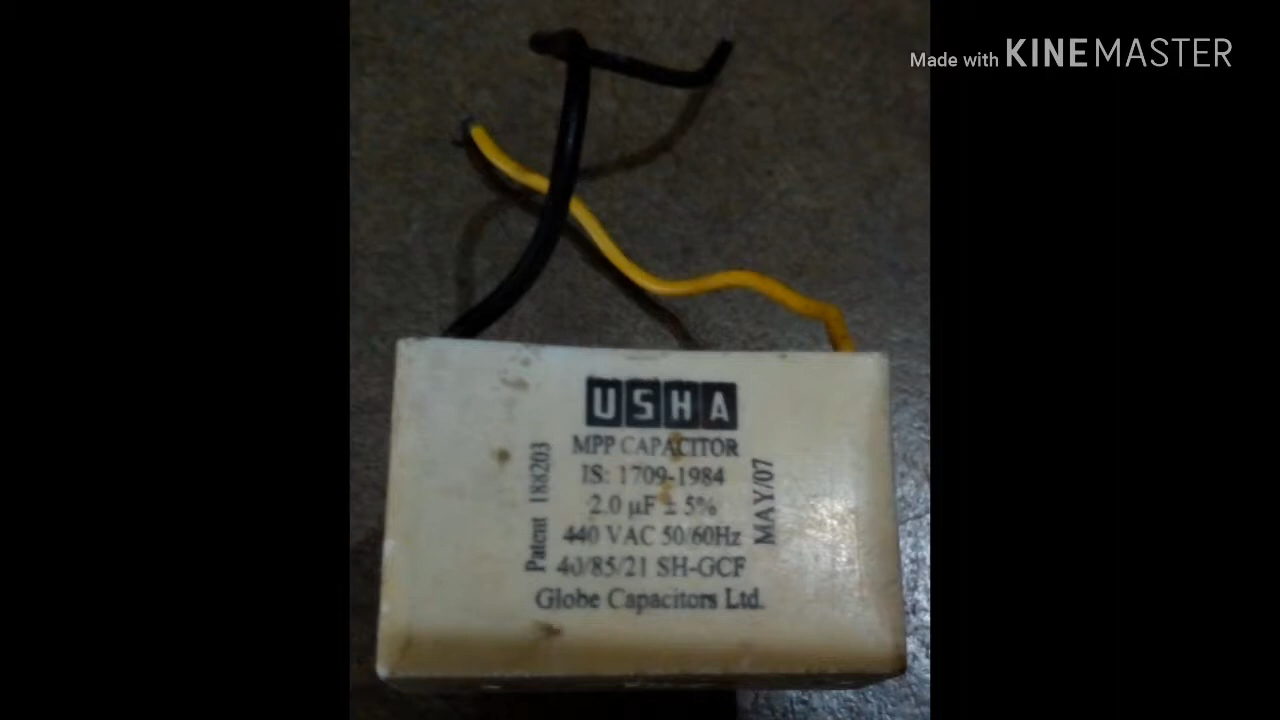 Made with KINEMASTER
USHA
MPP CAPACITOR
IS: 1709-1984
2.0 µF ± 5%
440 VAC 50/60Hz
40/85/21 SH-GCF
Globe Capacitors Ltd.
Patent 188203
MAY/07